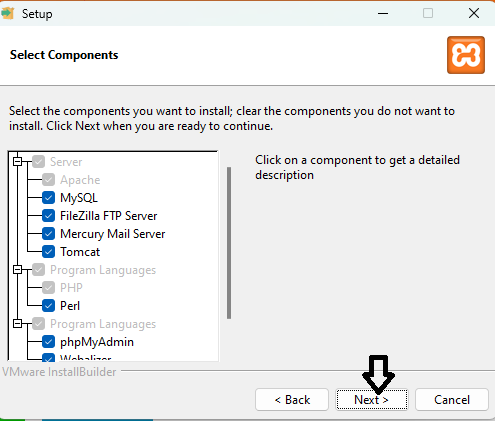 Setup
Select Components
Select the components you want to install; clear the components you do not want to
install. Click Next when you are ready to continue.
Server
Apache
MySQL
FileZilla FTP Server
Mercury Mail Server
Tomcat
Program Languages
PHP
Perl
Program Languages
phpMyAdmin
Webalizer
Click on a component to get a detailed
description
VMware InstallBuilder
< Back
Next >
Cancel